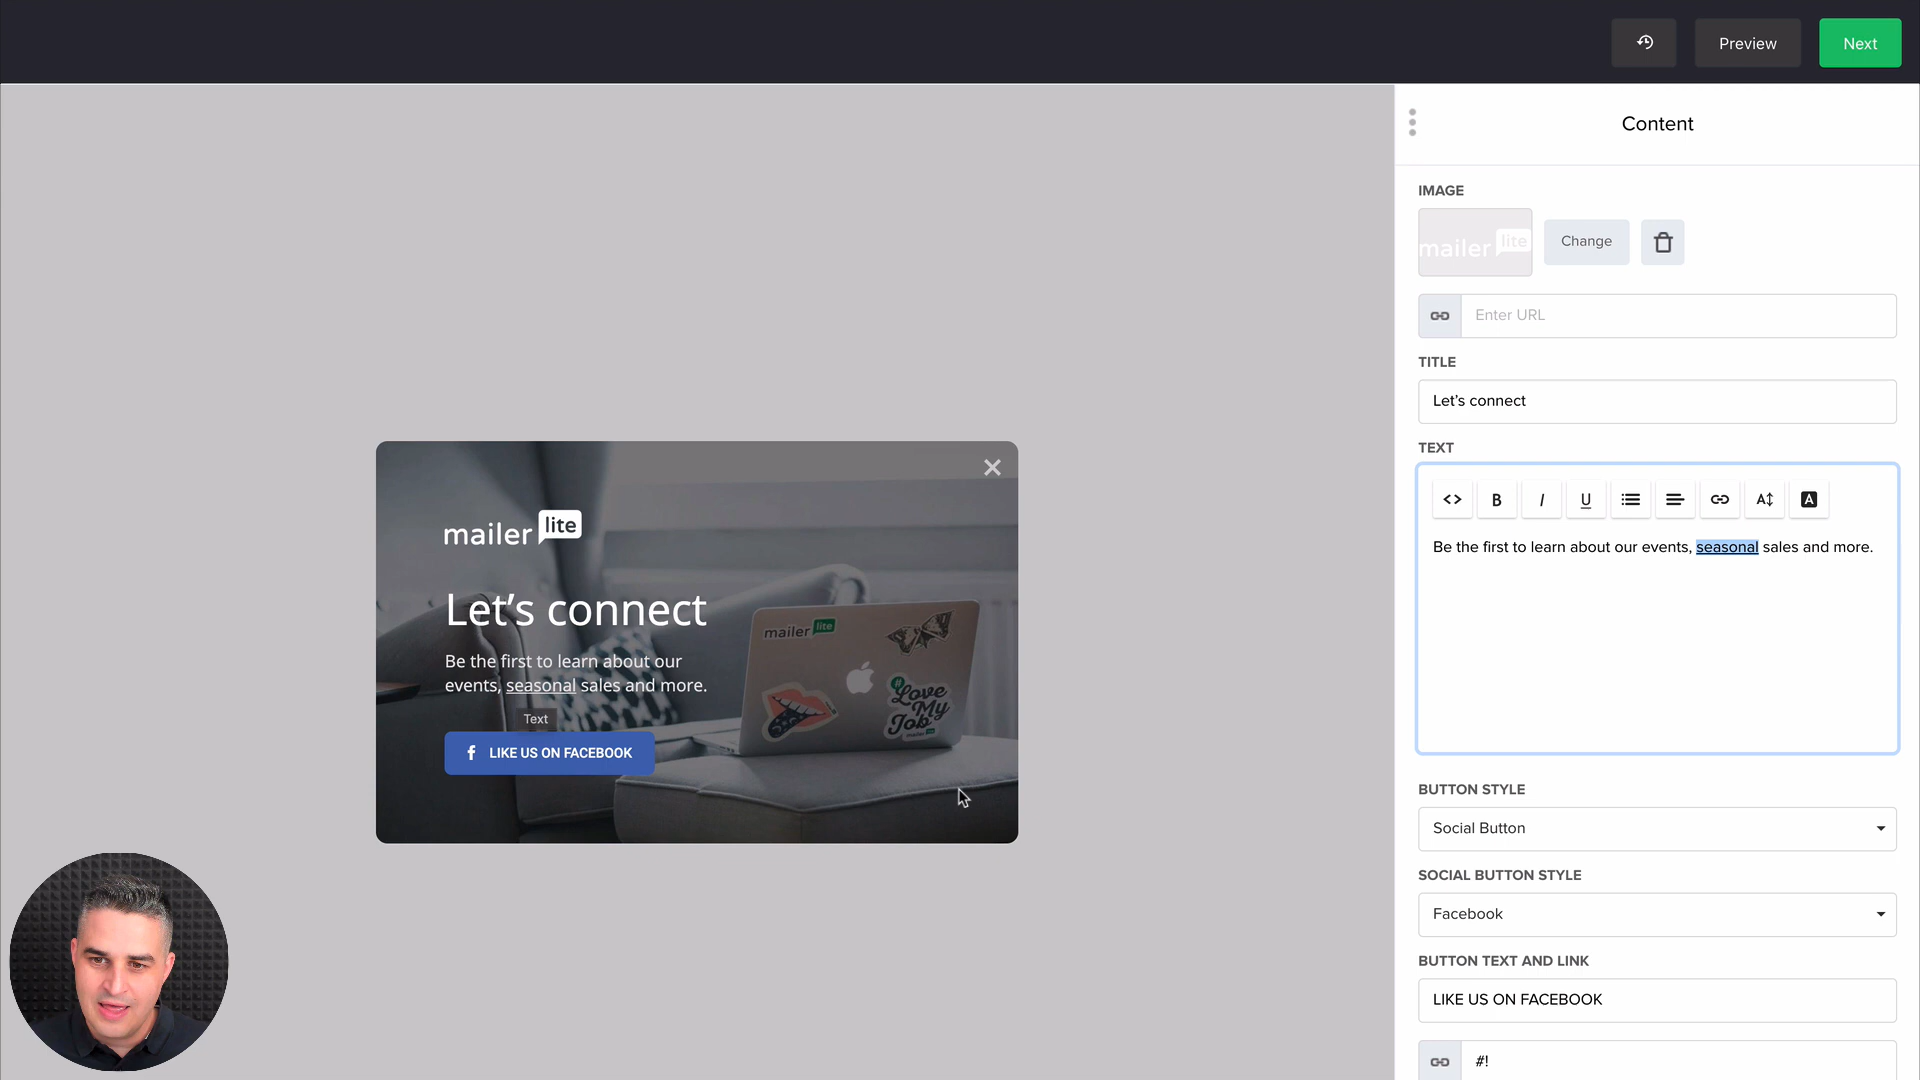 Preview
Next
Content
IMAGE
mailer lite
Change
Enter URL
TITLE
Let's connect
TEXT
B I U A A
Be the first to learn about our events, seasonal sales and more.
BUTTON STYLE
Social Button
SOCIAL BUTTON STYLE
Facebook
BUTTON TEXT AND LINK
LIKE US ON FACEBOOK
#!
mailer lite
Let's connect
Be the first to learn about our
events, seasonal sales and more.
Text
f LIKE US ON FACEBOOK
mailer lite
#Love
My
Job
mailer lite